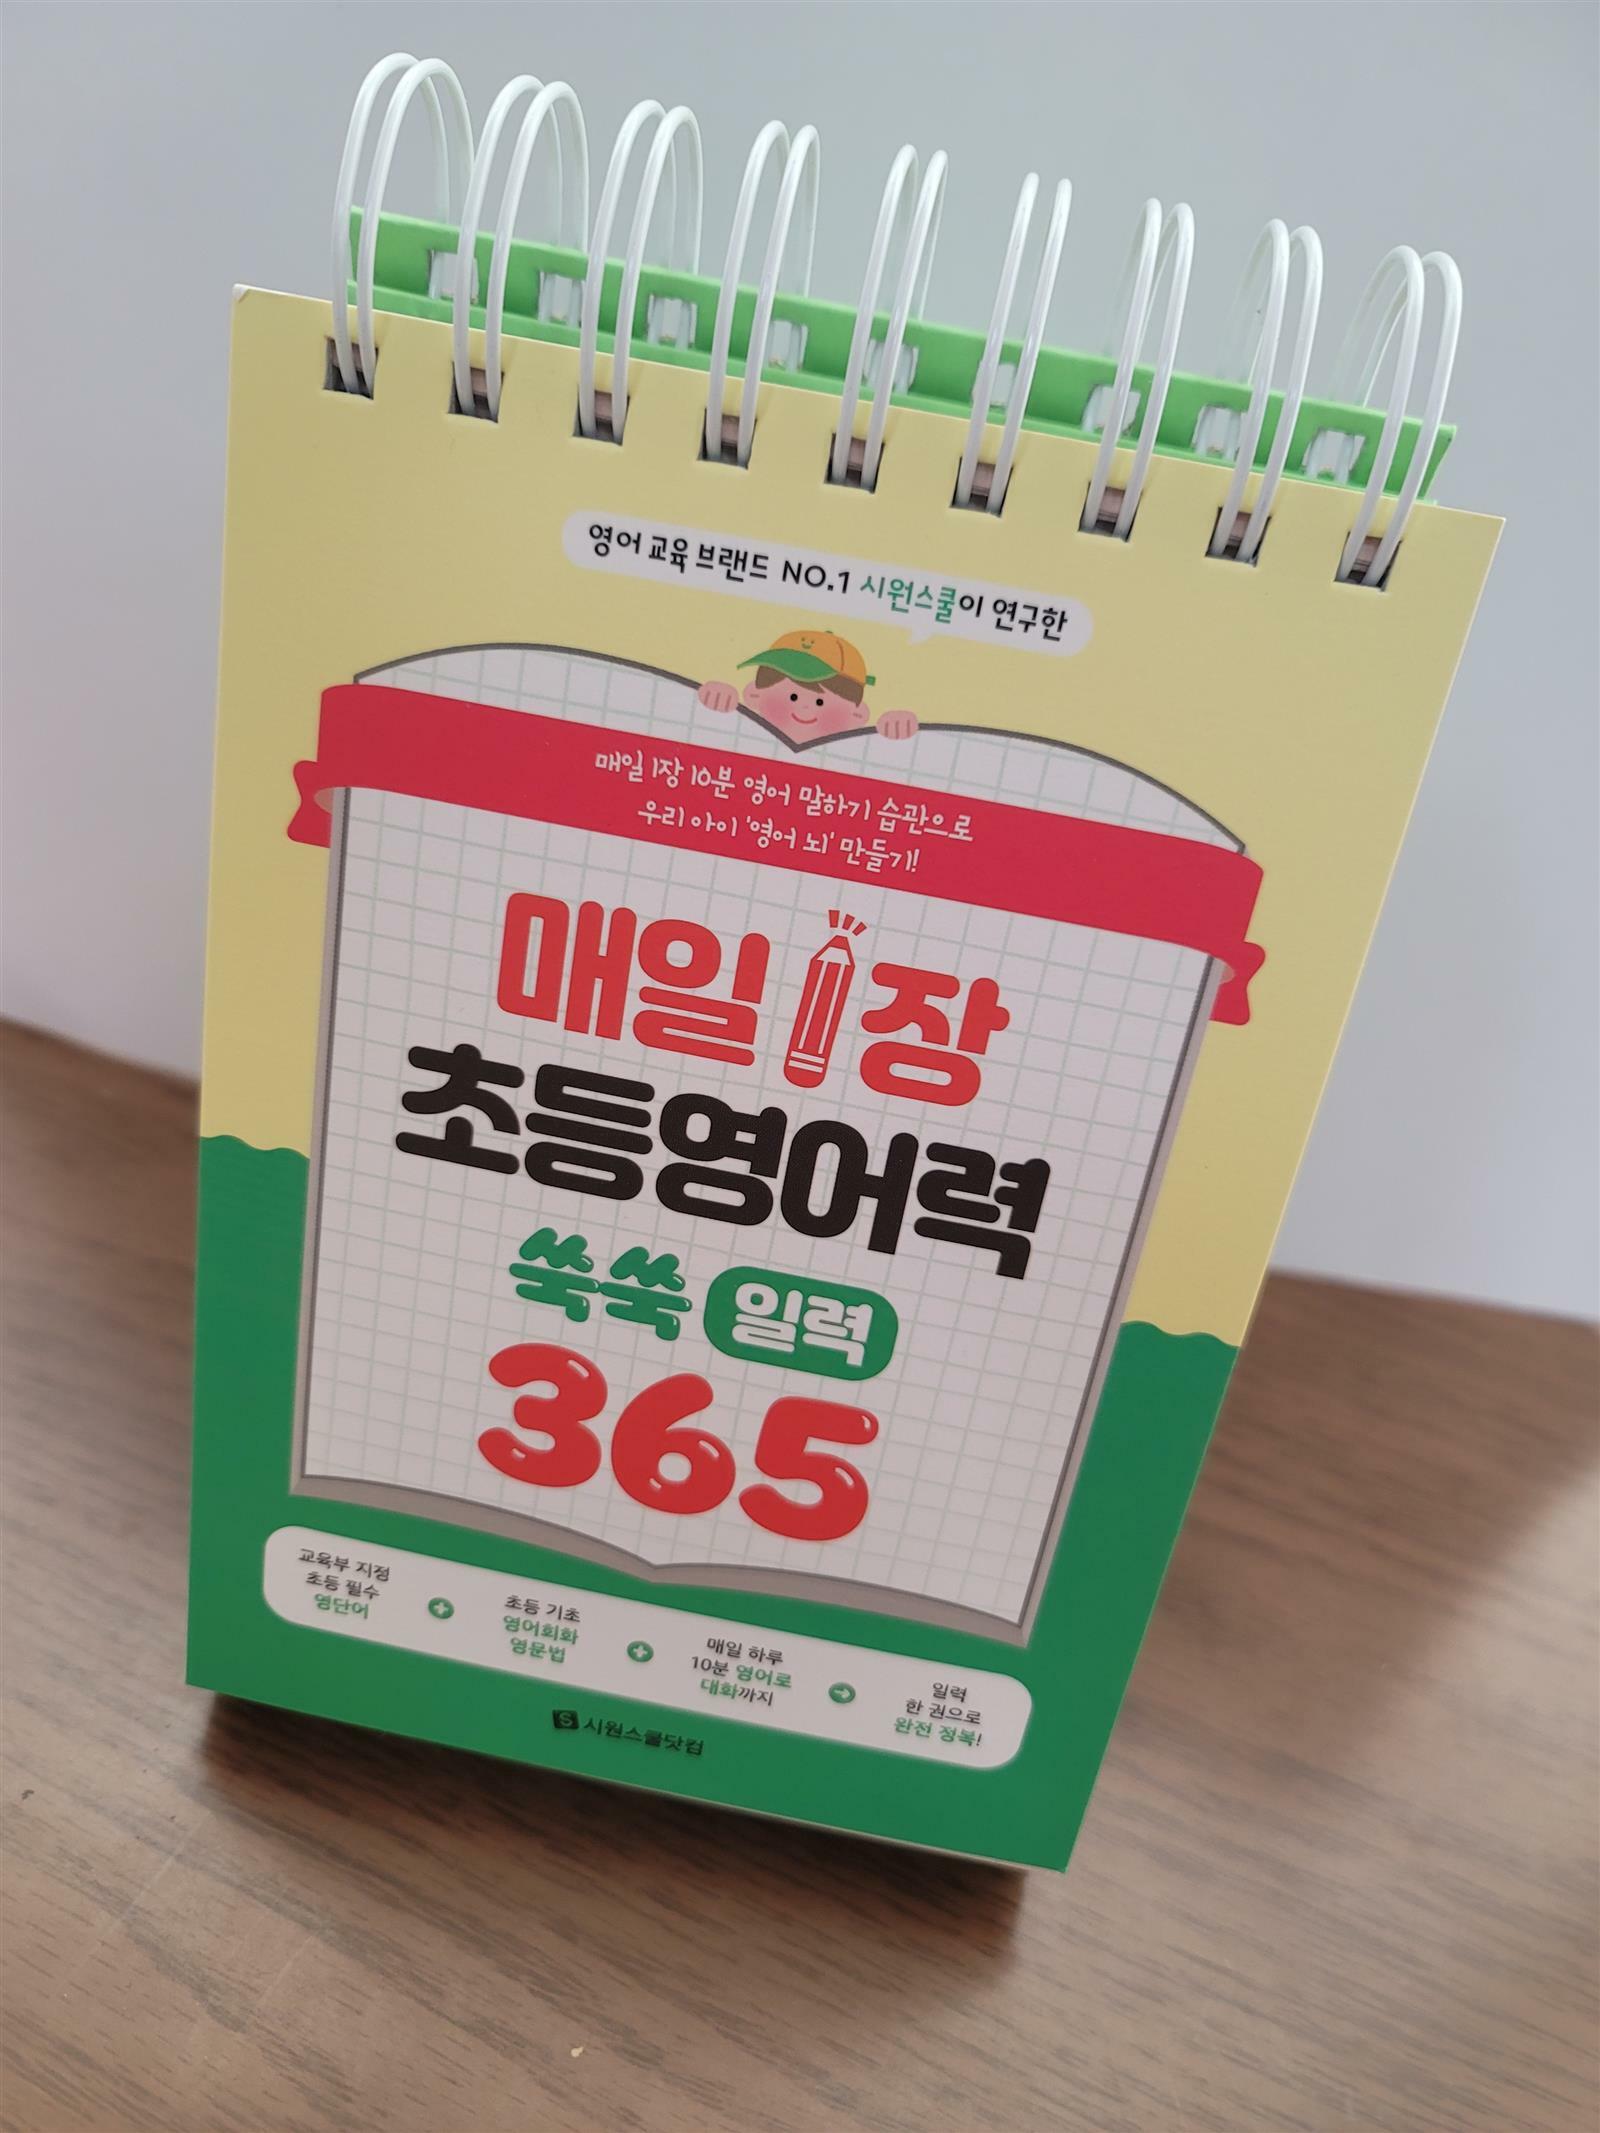 영어 교육 브랜드 NO.1 시원스쿨이 연구한
매일 1장 10분 영어 말하기 습관으로
우리 아이 '영어 뇌' 만들기!
매일 1장
초등영어력
쑥쑥 일력
365
교육부 지정
초등 필수
영단어
초등 기초
영어회화
영문법
매일 하루
10분 영어로
대화까지
일력
한 권으로
완전 정복!
S 시원스쿨닷컴